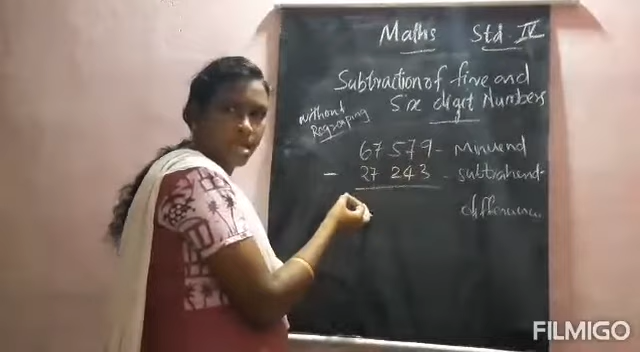 Maths Std IV
Subtraction of five and
Six digit Numbers
without
Regrouping
67 579 - Minuend
- 27 243 - subtrahend
difference
FILMIGO